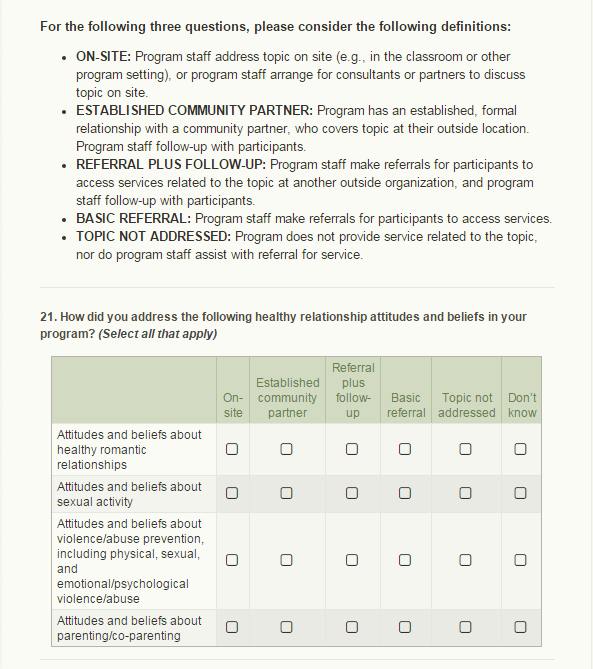 For the following three questions, please consider the following definitions:
• ON-SITE: Program staff address topic on site (e.g., in the classroom or other
program setting), or program staff arrange for consultants or partners to discuss
topic on site.
• ESTABLISHED COMMUNITY PARTNER: Program has an established, formal
relationship with a community partner, who covers topic at their outside location.
Program staff follow-up with participants.
• REFERRAL PLUS FOLLOW-UP: Program staff make referrals for participants to
access services related to the topic at another outside organization, and program
staff follow-up with participants.
• BASIC REFERRAL: Program staff make referrals for participants to access services.
• TOPIC NOT ADDRESSED: Program does not provide service related to the topic,
nor do program staff assist with referral for service.
21. How did you address the following healthy relationship attitudes and beliefs in your
program? (Select all that apply)
On-
site
Established
community
partner
Referral
plus
follow-
up
Basic
referral
Topic not
addressed
Don't
know
Attitudes and beliefs about
healthy romantic
relationships
Attitudes and beliefs about
sexual activity
Attitudes and beliefs about
violence/abuse prevention,
including physical, sexual,
and
emotional/psychological
violence/abuse
Attitudes and beliefs about
parenting/co-parenting